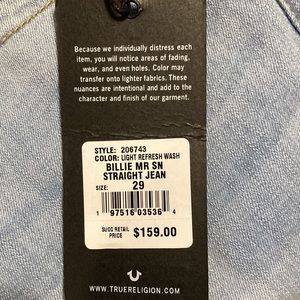 Because we individually distress each
item, you will notice areas of fading,
wear, and even holes. Color may
transfer onto lighter fabrics. These
nuances are intentional and add to the
character and finish of our garment.
STYLE: 206743
COLOR: LIGHT REFRESH WASH
BILLIE MR SN
STRAIGHT JEAN
SIZE:
29
1 97516 03536 4
SUGG RETAIL
PRICE $159.00
WWW.TRUERELIGION.COM